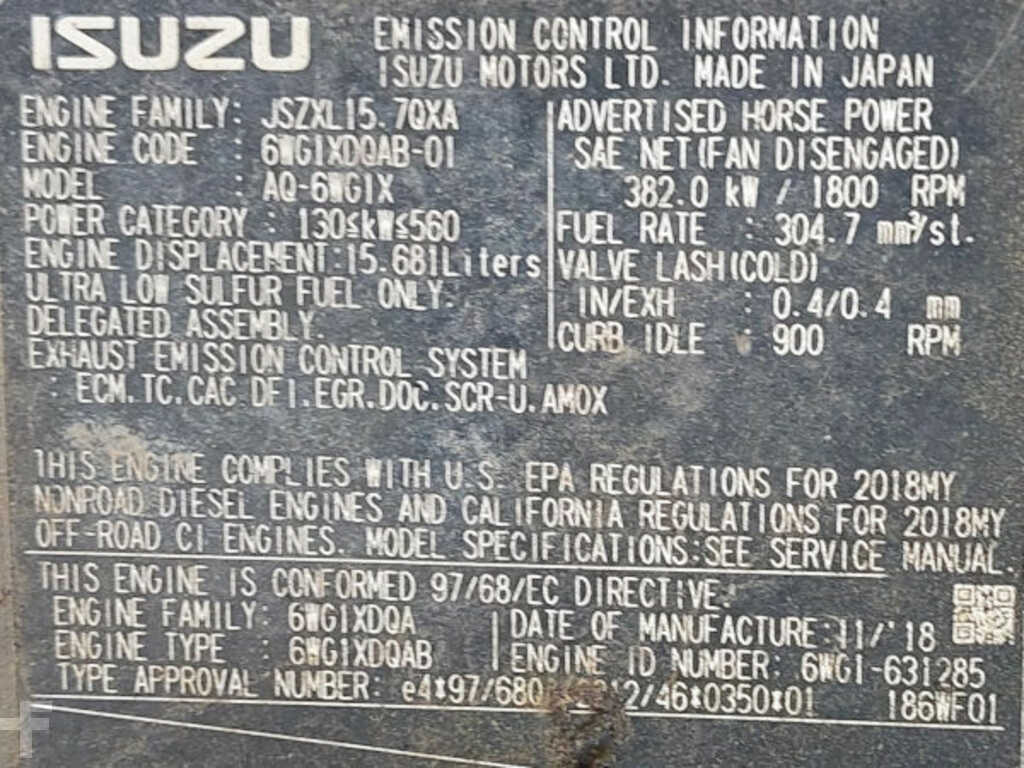 ISUZU EMISSION CONTROL INFORMATION
ISUZU MOTORS LTD. MADE IN JAPAN
ENGINE FAMILY: JSZXL15.7QXA
ENGINE CODE : 6WG1XDQAB-01
MODEL : AQ-6WG1X
POWER CATEGORY : 130≤kW≤560
ENGINE DISPLACEMENT:15.681Liters
ULTRA LOW SULFUR FUEL ONLY.
DELEGATED ASSEMBLY.
EXHAUST EMISSION CONTROL SYSTEM
: ECM.TC.CAC DFI.EGR.DOC.SCR-U.AMOX
ADVERTISED HORSE POWER
SAE NET(FAN DISENGAGED)
382.0 kW / 1800 RPM
FUEL RATE : 304.7 mm³/st.
VALVE LASH(COLD)
IN/EXH : 0.4/0.4 mm
CURB IDLE : 900 RPM
THIS ENGINE COMPLIES WITH U.S. EPA REGULATIONS FOR 2018MY
NONROAD DIESEL ENGINES AND CALIFORNIA REGULATIONS FOR 2018MY
OFF-ROAD CI ENGINES. MODEL SPECIFICATIONS:SEE SERVICE MANUAL.
THIS ENGINE IS CONFORMED 97/68/EC DIRECTIVE.
ENGINE FAMILY: 6WG1XDQA
ENGINE TYPE : 6WG1XDQAB
DATE OF MANUFACTURE:11/'18
ENGINE ID NUMBER: 6WG1-631285
TYPE APPROVAL NUMBER: 186WF01